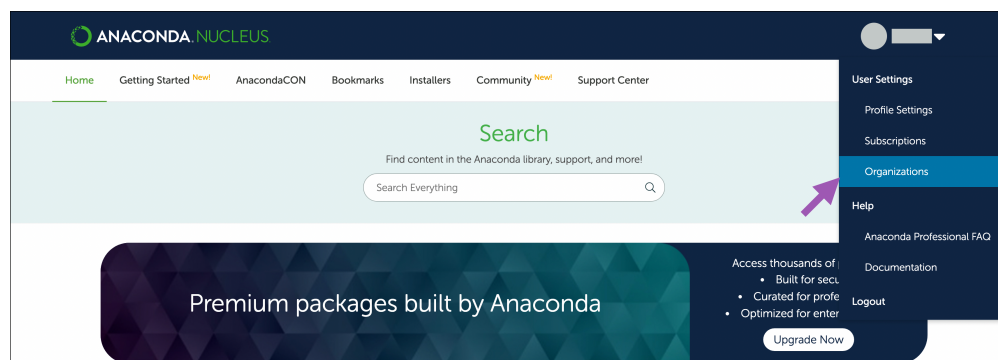 ANACONDA.NUCLEUS.
Home Getting Started New! AnacondaCON Bookmarks Installers Community New! Support Center
User Settings
Profile Settings
Subscriptions
Organizations
Help
Anaconda Professional FAQ
Documentation
Logout
Search
Find content in the Anaconda library, support, and more!
Search Everything
Premium packages built by Anaconda
Access thousands of
• Built for secu
• Curated for profe
• Optimized for enter
Upgrade Now